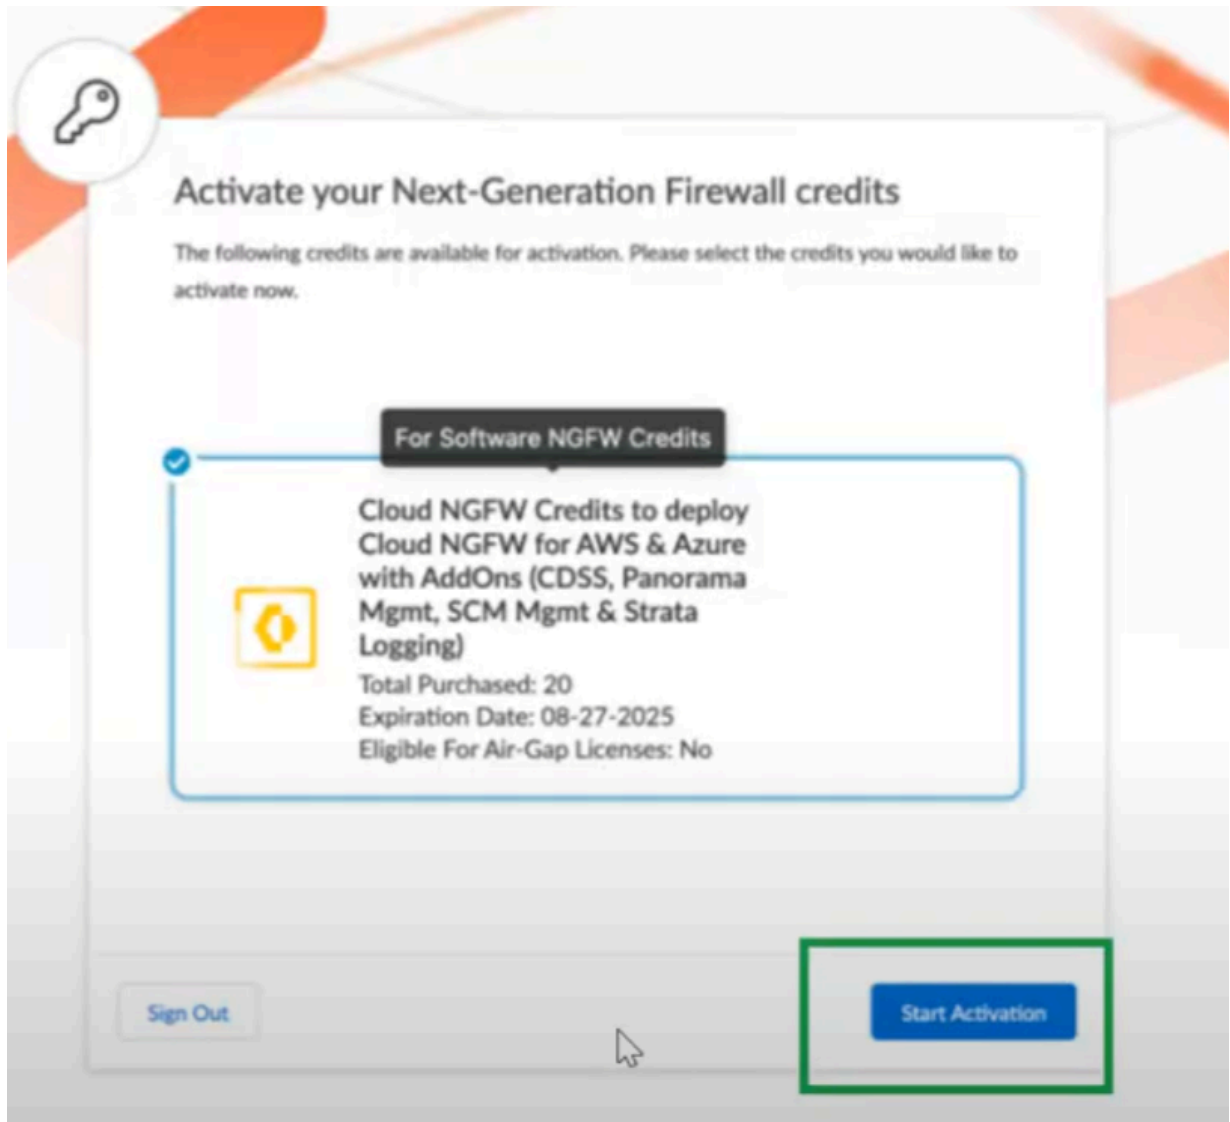 Activate your Next-Generation Firewall credits
The following credits are available for activation. Please select the credits you would like to
activate now.
For Software NGFW Credits
Cloud NGFW Credits to deploy
Cloud NGFW for AWS & Azure
with AddOns (CDSS, Panorama
Mgmt, SCM Mgmt & Strata
Logging)
Total Purchased: 20
Expiration Date: 08-27-2025
Eligible For Air-Gap Licenses: No
Sign Out
Start Activation